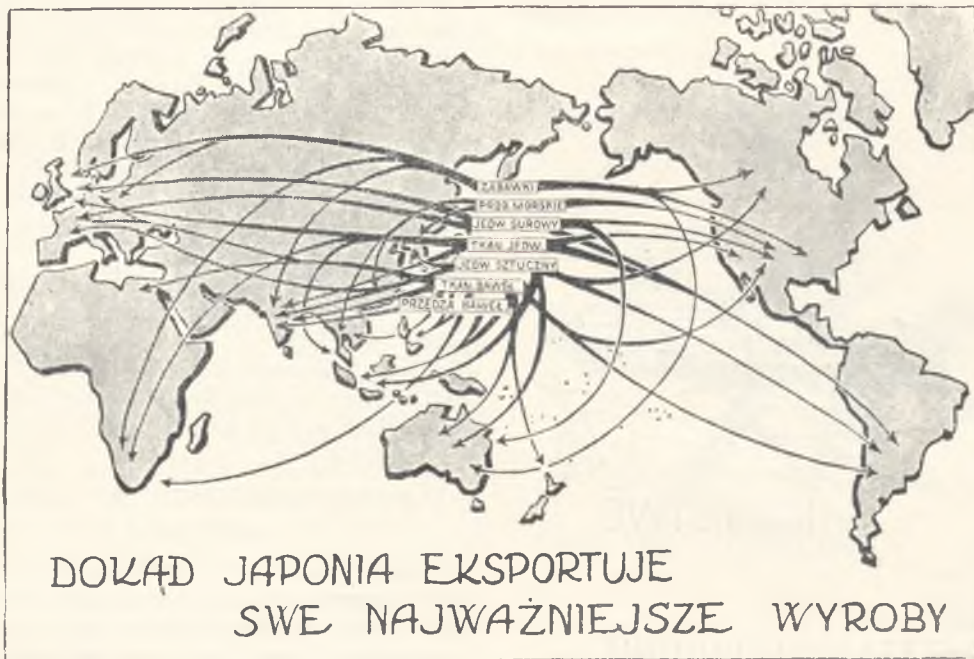 ZABAWKI
PROD. MORSKIE
JEDW. SUROWY
TKAN. JEDW.
JEDW. SZTUCZNY
TKAN. BAWEŁ.
PRZĘDZA BAWEŁ.
DOKĄD JAPONIA EKSPORTUJE
SWE NAJWAŻNIEJSZE WYROBY